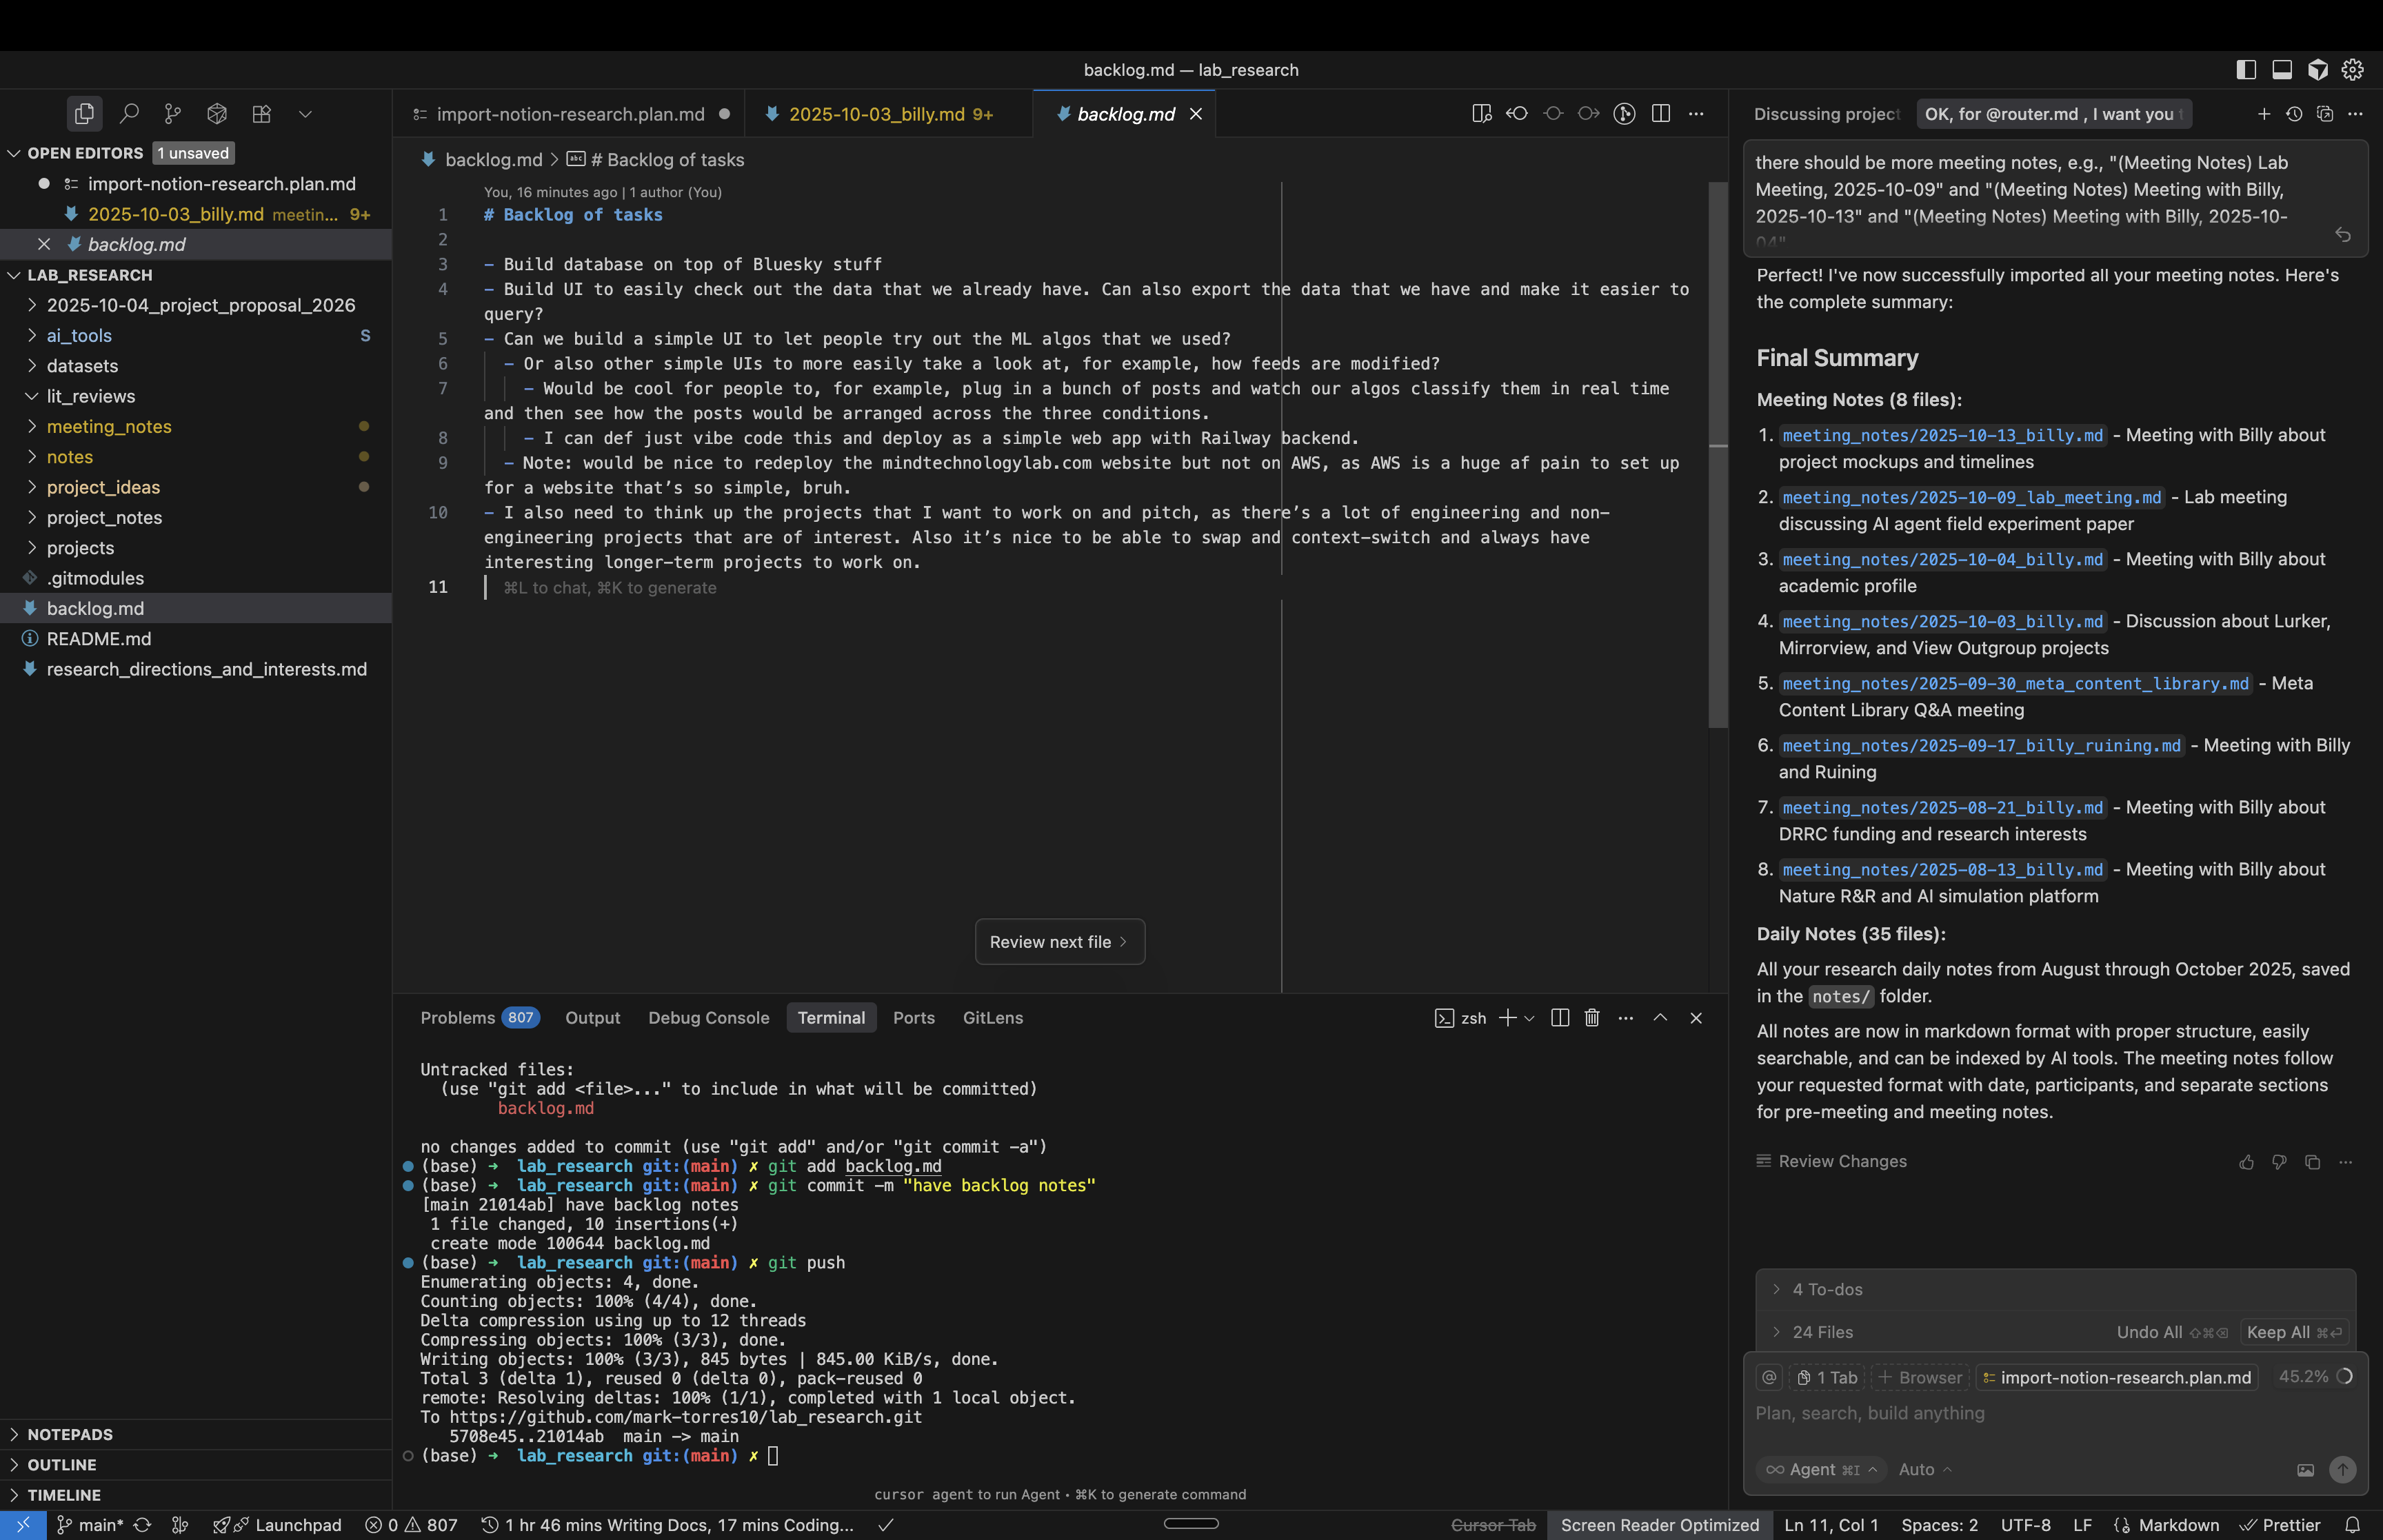 backlog.md — lab_research
OPEN EDITORS 1 unsaved
import-notion-research.plan.md
2025-10-03_billy.md meetin... 9+
backlog.md
LAB_RESEARCH
2025-10-04_project_proposal_2026
ai_tools S
datasets
lit_reviews
meeting_notes
notes
project_ideas
project_notes
projects
.gitmodules
backlog.md
README.md
research_directions_and_interests.md
NOTEPADS
OUTLINE
TIMELINE
import-notion-research.plan.md
2025-10-03_billy.md 9+
backlog.md
backlog.md > # Backlog of tasks
You, 16 minutes ago | 1 author (You)
1 # Backlog of tasks
2
3 - Build database on top of Bluesky stuff
4 - Build UI to easily check out the data that we already have. Can also export the data that we have and make it easier to
query?
5 - Can we build a simple UI to let people try out the ML algos that we used?
6 - Or also other simple UIs to more easily take a look at, for example, how feeds are modified?
7 - Would be cool for people to, for example, plug in a bunch of posts and watch our algos classify them in real time
and then see how the posts would be arranged across the three conditions.
8 - I can def just vibe code this and deploy as a simple web app with Railway backend.
9 - Note: would be nice to redeploy the mindtechnologylab.com website but not on AWS, as AWS is a huge af pain to set up
for a website that’s so simple, bruh.
10 - I also need to think up the projects that I want to work on and pitch, as there’s a lot of engineering and non-
engineering projects that are of interest. Also it’s nice to be able to swap and context-switch and always have
interesting longer-term projects to work on.
11 ⌘L to chat, ⌘K to generate
Review next file
Problems 807 Output Debug Console Terminal Ports GitLens
zsh
Untracked files:
(use "git add <file>..." to include in what will be committed)
backlog.md
no changes added to commit (use "git add" and/or "git commit -a")
(base) ➜ lab_research git:(main) ✗ git add backlog.md
(base) ➜ lab_research git:(main) ✗ git commit -m "have backlog notes"
[main 21014ab] have backlog notes
1 file changed, 10 insertions(+)
create mode 100644 backlog.md
(base) ➜ lab_research git:(main) ✗ git push
Enumerating objects: 4, done.
Counting objects: 100% (4/4), done.
Delta compression using up to 12 threads
Compressing objects: 100% (3/3), done.
Writing objects: 100% (3/3), 845 bytes | 845.00 KiB/s, done.
Total 3 (delta 1), reused 0 (delta 0), pack-reused 0
remote: Resolving deltas: 100% (1/1), completed with 1 local object.
To https://github.com/mark-torres10/lab_research.git
5708e45..21014ab main -> main
(base) ➜ lab_research git:(main) ✗
cursor agent to run Agent • ⌘K to generate command
Discussing project
OK, for @router.md , I want you
there should be more meeting notes, e.g., "(Meeting Notes) Lab
Meeting, 2025-10-09" and "(Meeting Notes) Meeting with Billy,
2025-10-13" and "(Meeting Notes) Meeting with Billy, 2025-10-
04"
Perfect! I've now successfully imported all your meeting notes. Here's
the complete summary:
Final Summary
Meeting Notes (8 files):
1. meeting_notes/2025-10-13_billy.md - Meeting with Billy about
project mockups and timelines
2. meeting_notes/2025-10-09_lab_meeting.md - Lab meeting
discussing AI agent field experiment paper
3. meeting_notes/2025-10-04_billy.md - Meeting with Billy about
academic profile
4. meeting_notes/2025-10-03_billy.md - Discussion about Lurker,
Mirrorview, and View Outgroup projects
5. meeting_notes/2025-09-30_meta_content_library.md - Meta
Content Library Q&A meeting
6. meeting_notes/2025-09-17_billy_ruining.md - Meeting with Billy
and Ruining
7. meeting_notes/2025-08-21_billy.md - Meeting with Billy about
DRRC funding and research interests
8. meeting_notes/2025-08-13_billy.md - Meeting with Billy about
Nature R&R and AI simulation platform
Daily Notes (35 files):
All your research daily notes from August through October 2025, saved
in the notes/ folder.
All notes are now in markdown format with proper structure, easily
searchable, and can be indexed by AI tools. The meeting notes follow
your requested format with date, participants, and separate sections
for pre-meeting and meeting notes.
Review Changes
4 To-dos
24 Files Undo All ⇧⌘⌫ Keep All ⌘⏎
@ 1 Tab + Browser import-notion-research.plan.md 45.2%
Plan, search, build anything
Agent ⌘I Auto
main* Launchpad 0 807 1 hr 46 mins Writing Docs, 17 mins Coding...
Cursor Tab Screen Reader Optimized Ln 11, Col 1 Spaces: 2 UTF-8 LF Markdown Prettier